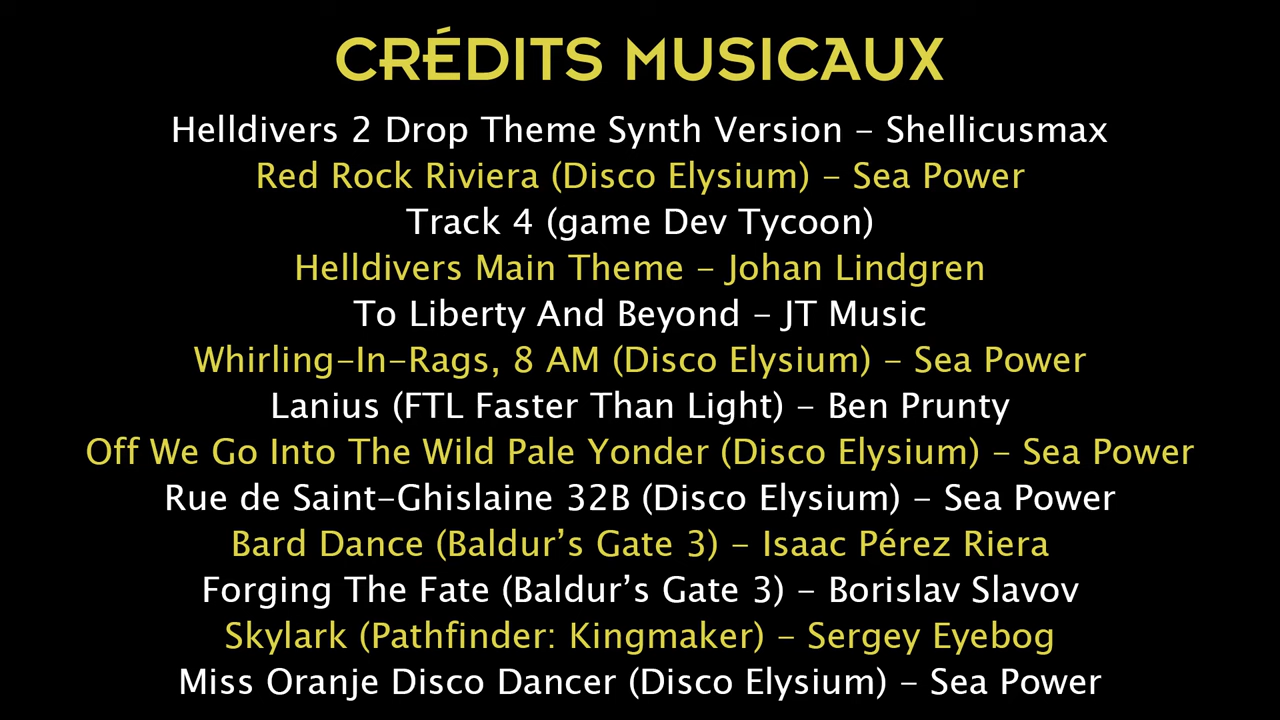 CRÉDITS MUSICAUX
Helldivers 2 Drop Theme Synth Version – Shellicusmax
Red Rock Riviera (Disco Elysium) – Sea Power
Track 4 (game Dev Tycoon)
Helldivers Main Theme – Johan Lindgren
To Liberty And Beyond – JT Music
Whirling-In-Rags, 8 AM (Disco Elysium) – Sea Power
Lanius (FTL Faster Than Light) – Ben Prunty
Off We Go Into The Wild Pale Yonder (Disco Elysium) – Sea Power
Rue de Saint-Ghislaine 32B (Disco Elysium) – Sea Power
Bard Dance (Baldur’s Gate 3) – Isaac Pérez Riera
Forging The Fate (Baldur’s Gate 3) – Borislav Slavov
Skylark (Pathfinder: Kingmaker) – Sergey Eyebog
Miss Oranje Disco Dancer (Disco Elysium) – Sea Power